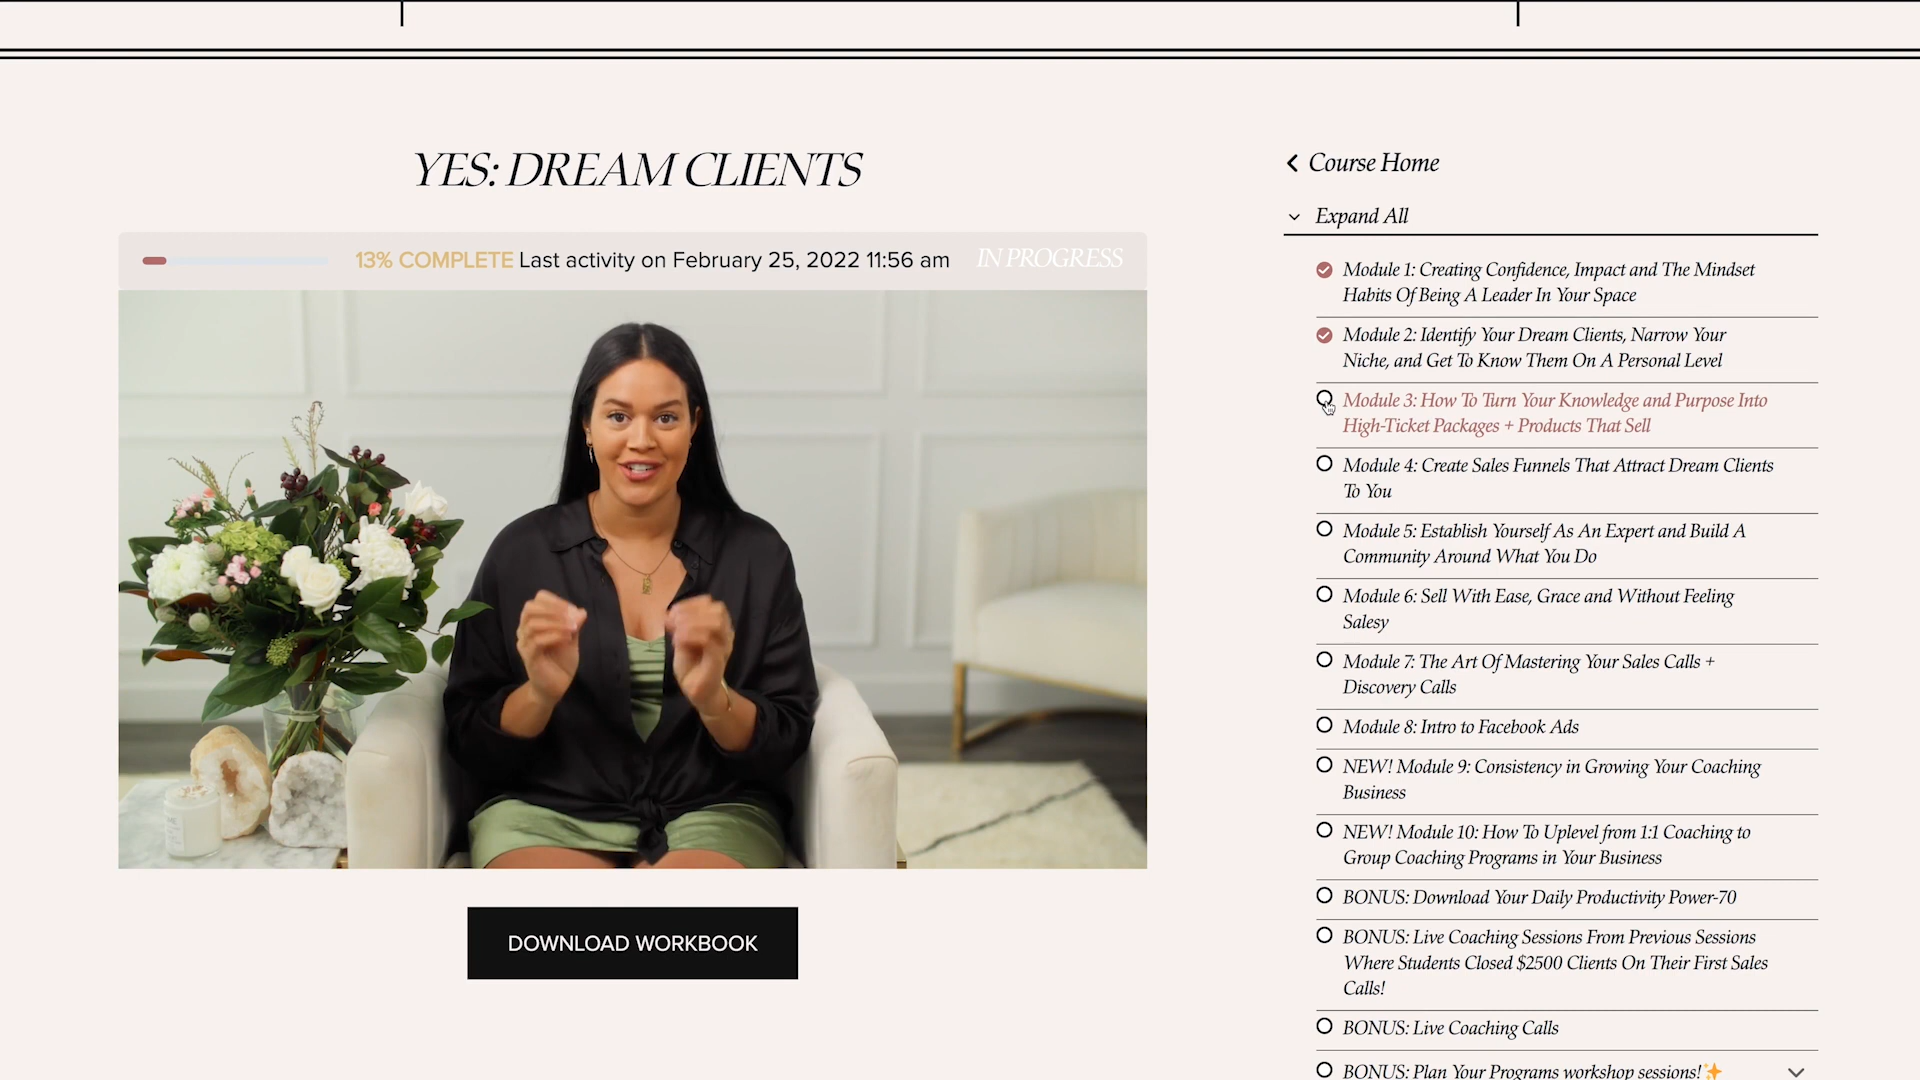 YES: DREAM CLIENTS
13% COMPLETE Last activity on February 25, 2022 11:56 am
IN PROGRESS
DOWNLOAD WORKBOOK
Course Home
Expand All
Module 1: Creating Confidence, Impact and The Mindset
Habits Of Being A Leader In Your Space
Module 2: Identify Your Dream Clients, Narrow Your
Niche, and Get To Know Them On A Personal Level
Module 3: How To Turn Your Knowledge and Purpose Into
High-Ticket Packages + Products That Sell
Module 4: Create Sales Funnels That Attract Dream Clients
To You
Module 5: Establish Yourself As An Expert and Build A
Community Around What You Do
Module 6: Sell With Ease, Grace and Without Feeling
Salesy
Module 7: The Art Of Mastering Your Sales Calls +
Discovery Calls
Module 8: Intro to Facebook Ads
NEW! Module 9: Consistency in Growing Your Coaching
Business
NEW! Module 10: How To Uplevel from 1:1 Coaching to
Group Coaching Programs in Your Business
BONUS: Download Your Daily Productivity Power-70
BONUS: Live Coaching Sessions From Previous Sessions
Where Students Closed $2500 Clients On Their First Sales
Calls!
BONUS: Live Coaching Calls
BONUS: Plan Your Programs workshop sessions!✨